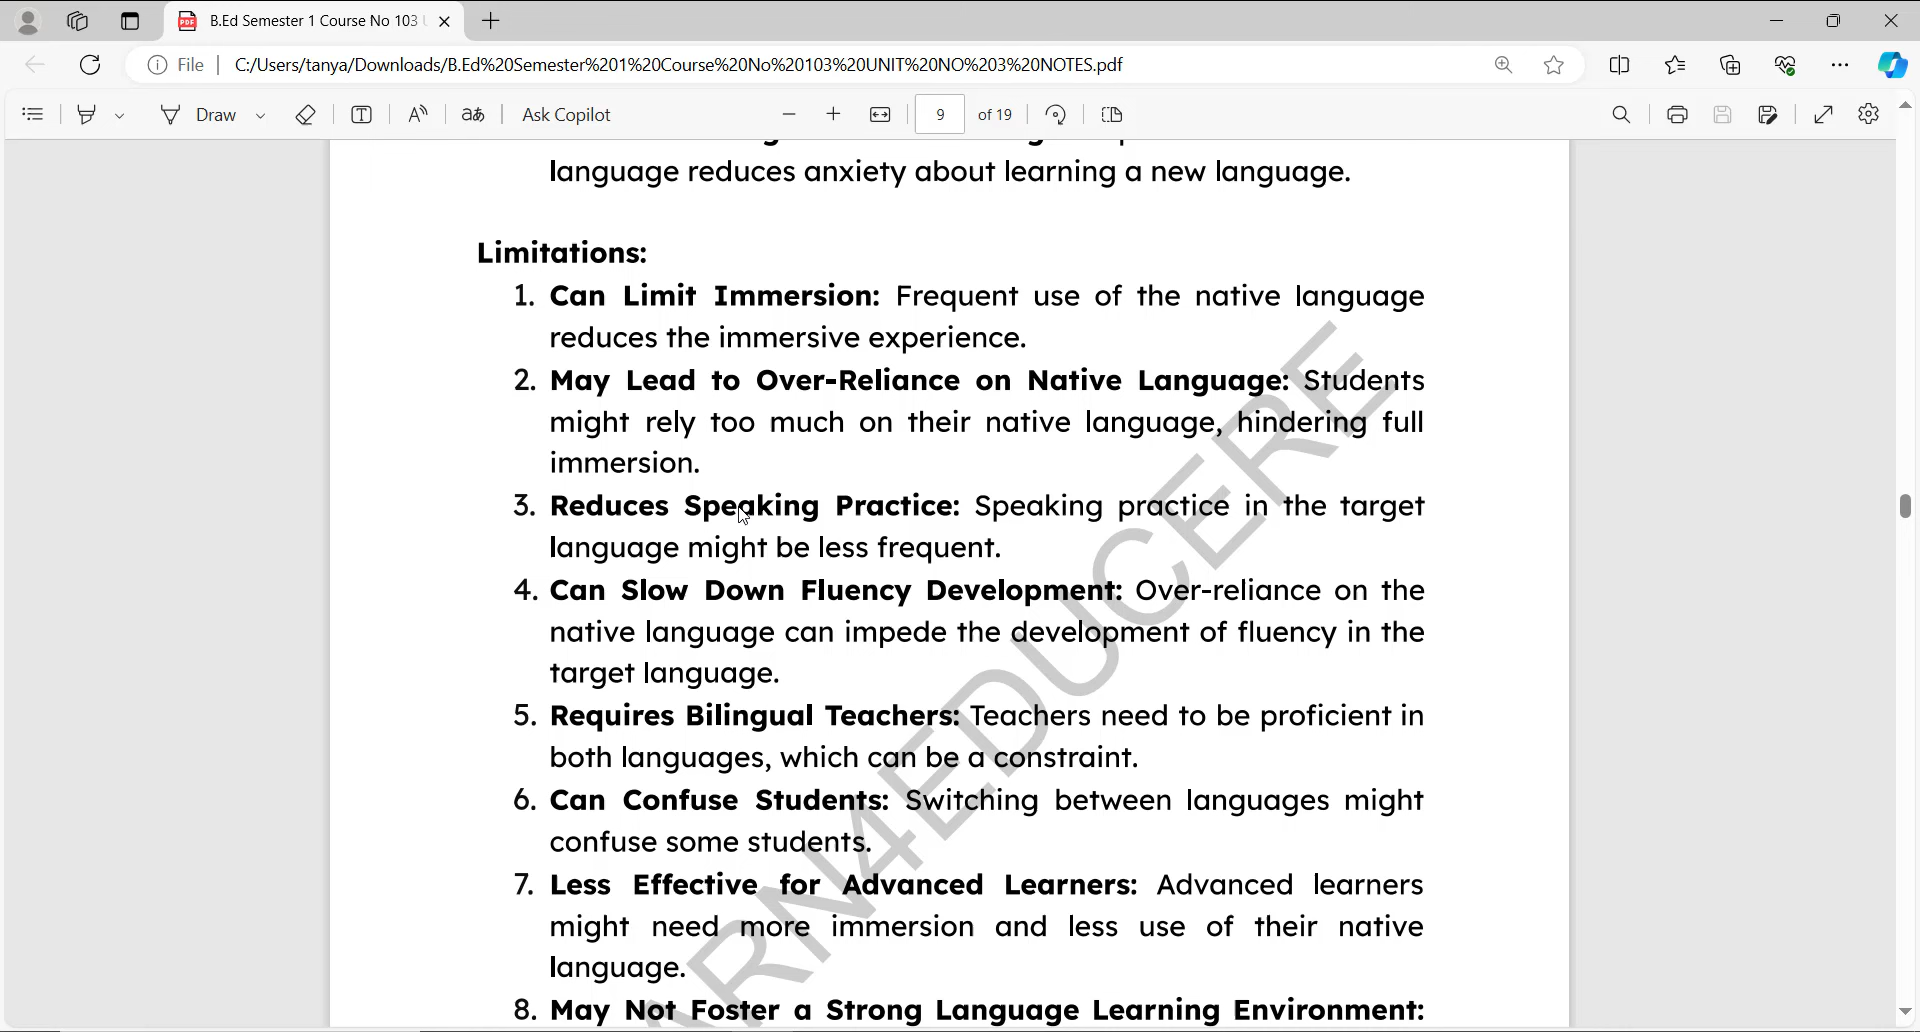 B.Ed Semester 1 Course No 103
File
C:/Users/tanya/Downloads/B.Ed%20Semester%201%20Course%20No%20103%20UNIT%20NO%203%20NOTES.pdf
Draw
Ask Copilot
9 of 19
language reduces anxiety about learning a new language.
Limitations:
1. Can Limit Immersion: Frequent use of the native language
reduces the immersive experience.
2. May Lead to Over-Reliance on Native Language: Students
might rely too much on their native language, hindering full
immersion.
3. Reduces Speaking Practice: Speaking practice in the target
language might be less frequent.
4. Can Slow Down Fluency Development: Over-reliance on the
native language can impede the development of fluency in the
target language.
5. Requires Bilingual Teachers: Teachers need to be proficient in
both languages, which can be a constraint.
6. Can Confuse Students: Switching between languages might
confuse some students.
7. Less Effective for Advanced Learners: Advanced learners
might need more immersion and less use of their native
language.
8. May Not Foster a Strong Language Learning Environment:
ARN4EDUCERE